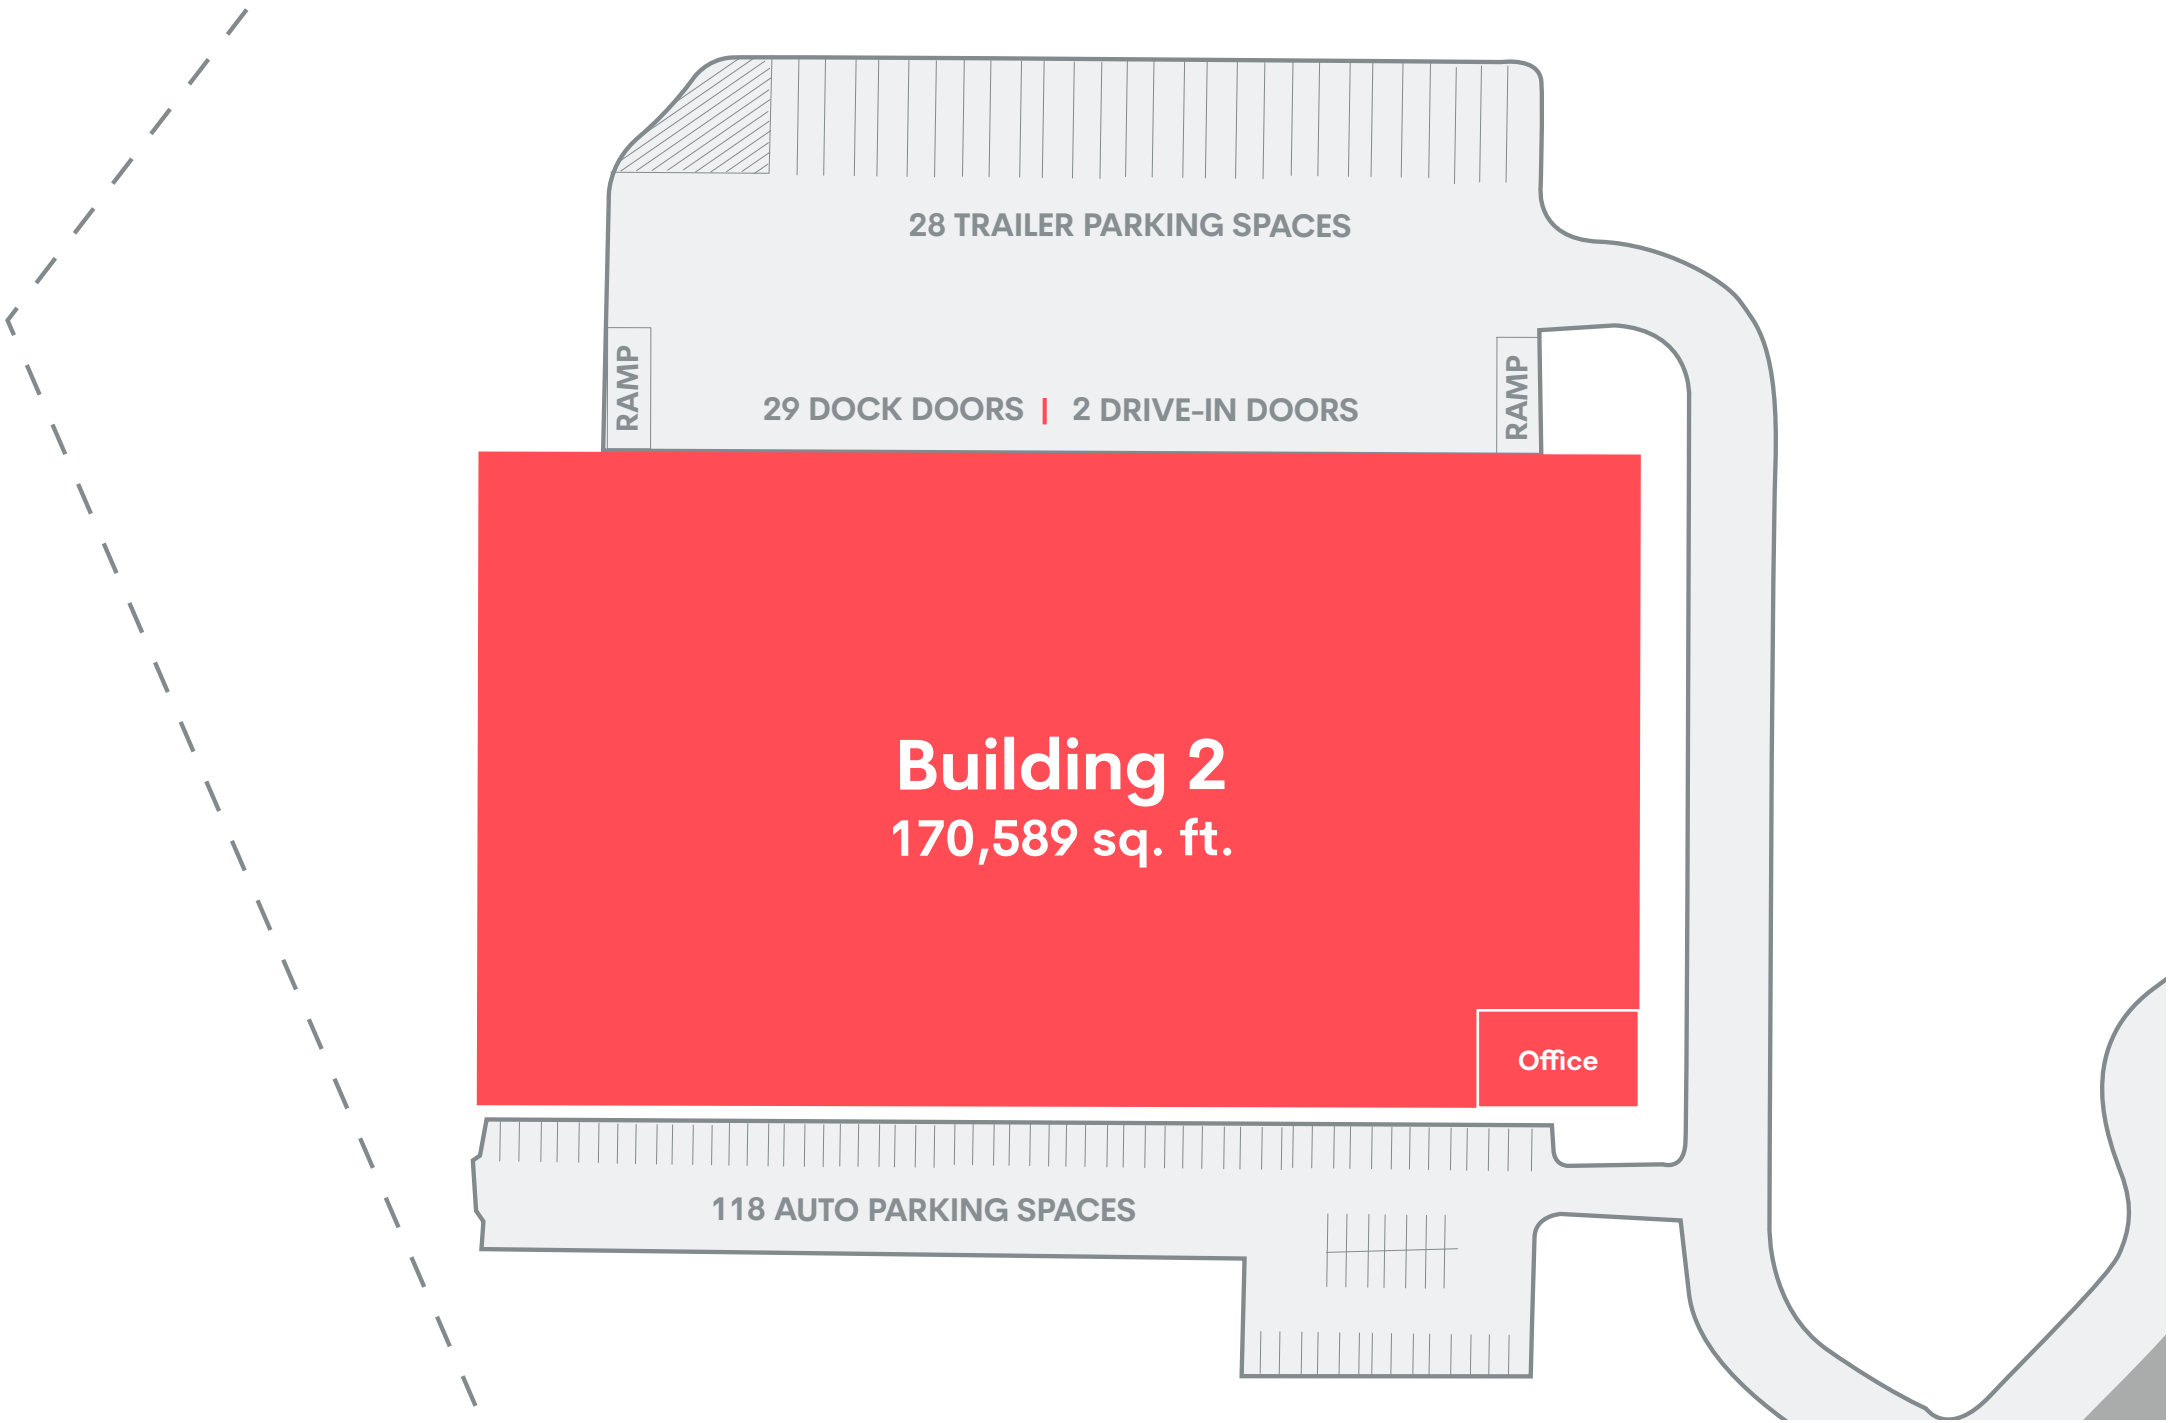 28 TRAILER PARKING SPACES
RAMP
RAMP
29 DOCK DOORS | 2 DRIVE-IN DOORS
Building 2
170,589 sq. ft.
Office
118 AUTO PARKING SPACES